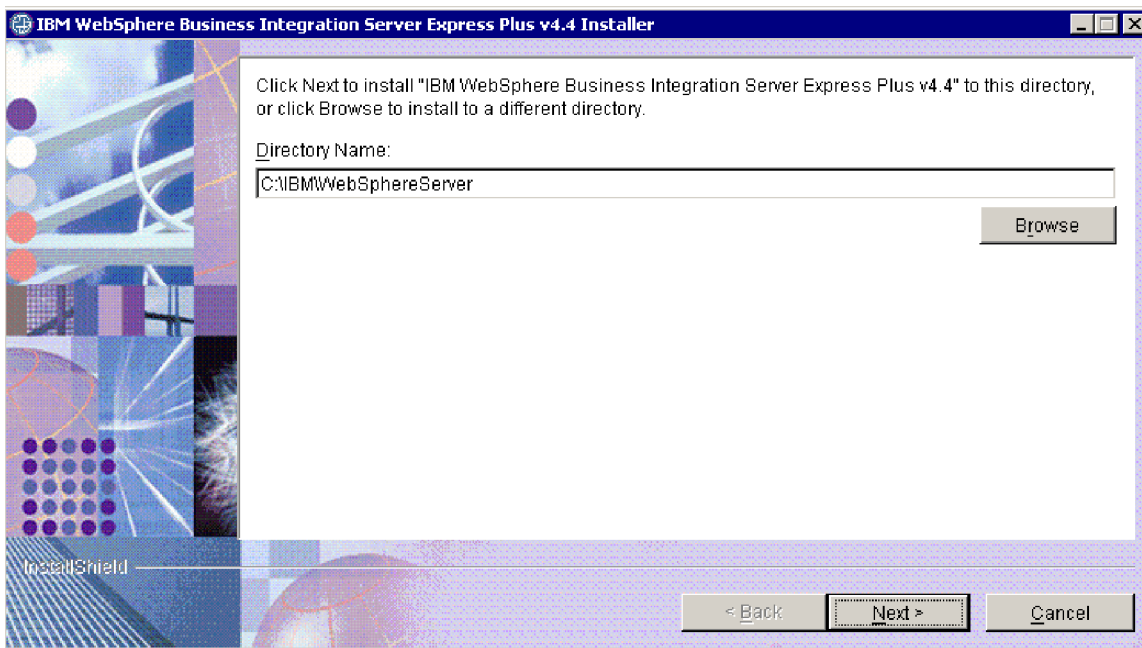 IBM WebSphere Business Integration Server Express Plus v4.4 Installer
Click Next to install "IBM WebSphere Business Integration Server Express Plus v4.4" to this directory,
or click Browse to install to a different directory.
Directory Name:
C:\IBM\WebSphereServer
Browse
InstallShield
< Back
Next >
Cancel